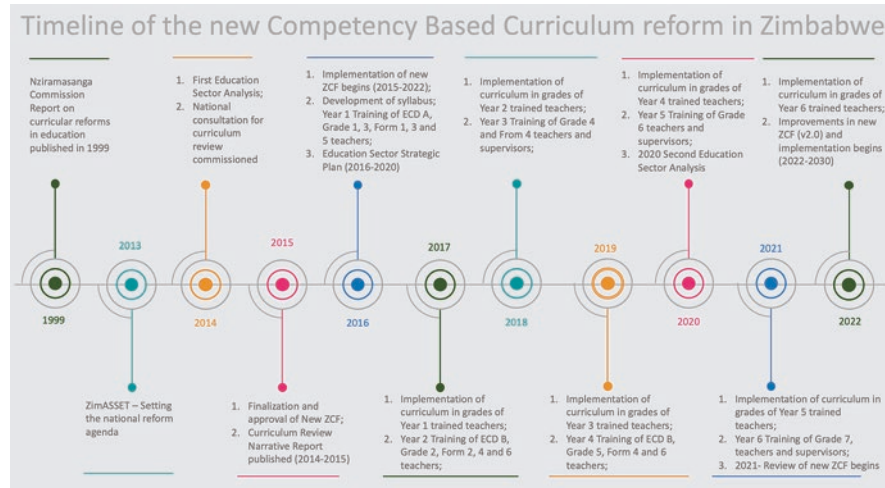 Timeline of the new Competency Based Curriculum reform in Zimbabwe
Nziramasanga
Commission
Report on
curricular reforms
in education
published in 1999
1. First Education
Sector Analysis;
2. National
consultation for
curriculum
review
commissioned
1. Implementation of new
ZCF begins (2015-2022);
2. Development of syllabus;
Year 1 Training of ECD A,
Grade 1, 3, Form 1, 3 and
5 teachers;
3. Education Sector Strategic
Plan (2016-2020)
1. Implementation of
curriculum in grades of
Year 2 trained teachers;
2. Year 3 Training of Grade 4
and From 4 teachers and
supervisors;
1. Implementation of
curriculum in grades of
Year 4 trained teachers;
2. Year 5 Training of Grade
6 teachers and
supervisors;
3. 2020 Second Education
Sector Analysis
1. Implementation of
curriculum in grades of
Year 6 trained teachers;
2. Improvements in new
ZCF (v2.0) and
implementation begins
(2022-2030)
1999
2013
2014
2015
2016
2017
2018
2019
2020
2021
2022
ZimASSET – Setting
the national reform
agenda
1. Finalization and
approval of New ZCF;
2. Curriculum Review
Narrative Report
published (2014-2015)
1. Implementation of
curriculum in grades of
Year 1 trained teachers;
2. Year 2 Training of ECD B,
Grade 2, Form 2, 4 and 6
teachers;
1. Implementation of
curriculum in grades of
Year 3 trained teachers;
2. Year 4 Training of ECD B,
Grade 5, Form 4 and 6
teachers;
1. Implementation of curriculum in
grades of Year 5 trained
teachers;
2. Year 6 Training of Grade 7,
teachers and supervisors;
3. 2021- Review of new ZCF begins